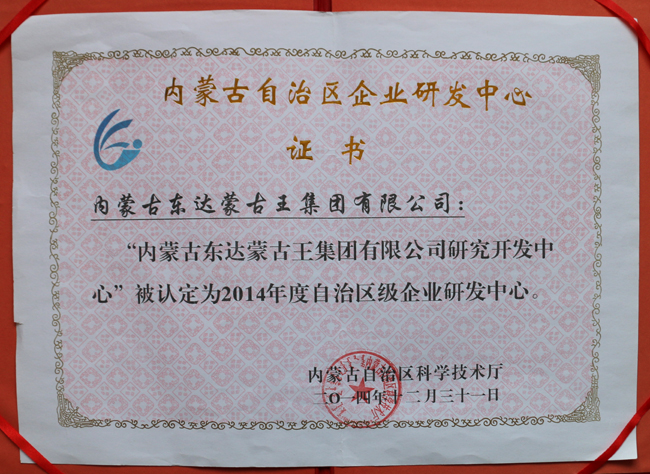 内蒙古自治区企业研发中心
证书
内蒙古东达蒙古王集团有限公司：
“内蒙古东达蒙古王集团有限公司研究开发中
心”被认定为2014年度自治区级企业研发中心。
内蒙古自治区科学技术厅
二〇一四年十二月三十一日